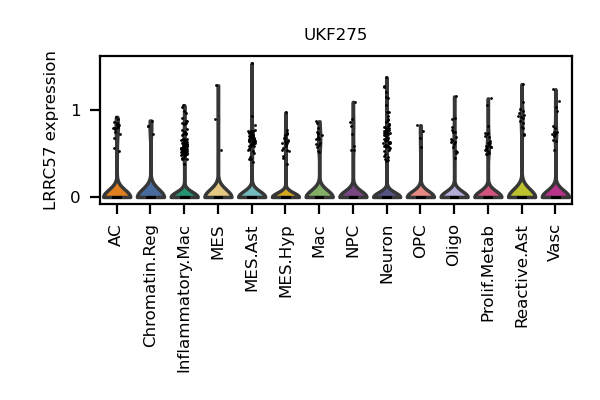 UKF275
LRRC57 expression
1
0
AC
Chromatin.Reg
Inflammatory.Mac
MES
MES.Ast
MES.Hyp
Mac
NPC
Neuron
OPC
Oligo
Prolif.Metab
Reactive.Ast
Vasc